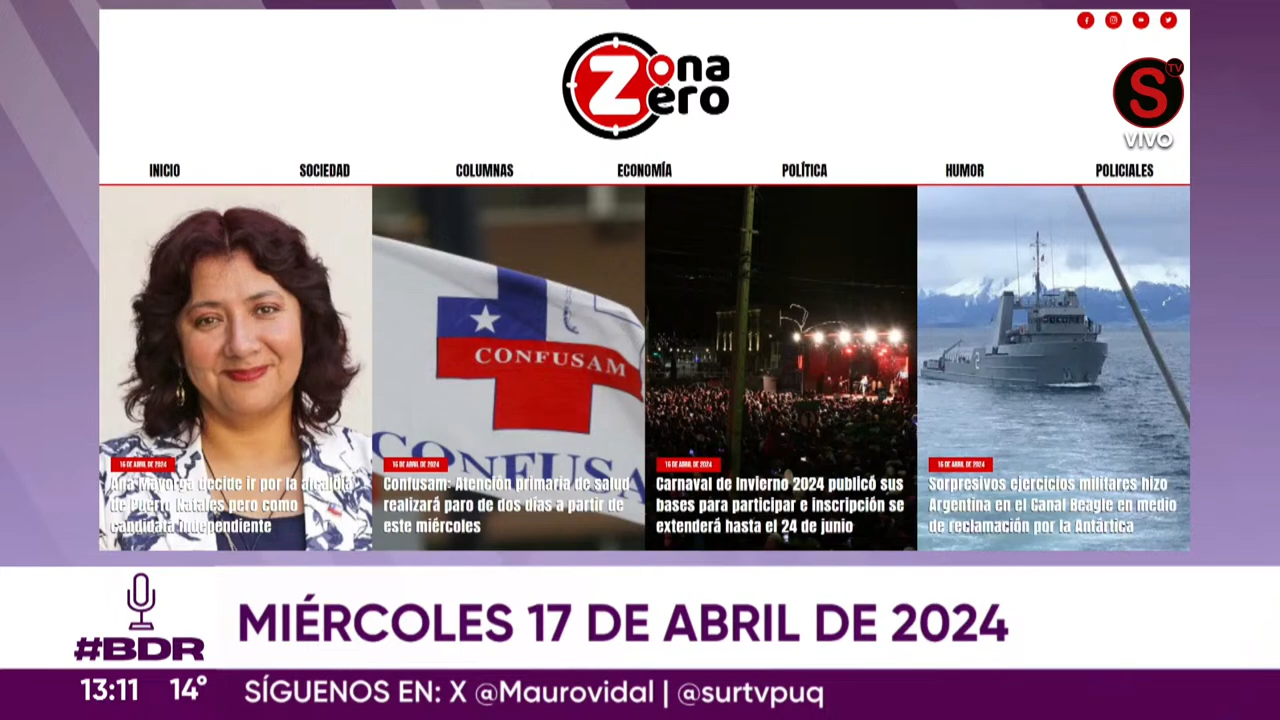 Zona
Zero
S TV
VIVO
INICIO SOCIEDAD COLUMNAS ECONOMÍA POLÍTICA HUMOR POLICIALES
CONFUSAM
CONFUSA
2
16 DE ABRIL DE 2024
Ana Mayorga decide ir por la alcaldía
de Puerto Natales pero como
candidata independiente
16 DE ABRIL DE 2024
Confusam: Atención primaria de salud
realizará paro de dos días a partir de
este miércoles
16 DE ABRIL DE 2024
Carnaval de Invierno 2024 publicó sus
bases para participar e inscripción se
extenderá hasta el 24 de junio
16 DE ABRIL DE 2024
Sorpresivos ejercicios militares hizo
Argentina en el Canal Beagle en medio
de reclamación por la Antártica
#BDR
MIÉRCOLES 17 DE ABRIL DE 2024
13:11 14°
SÍGUENOS EN: X @Maurovidal | @surtvpuq